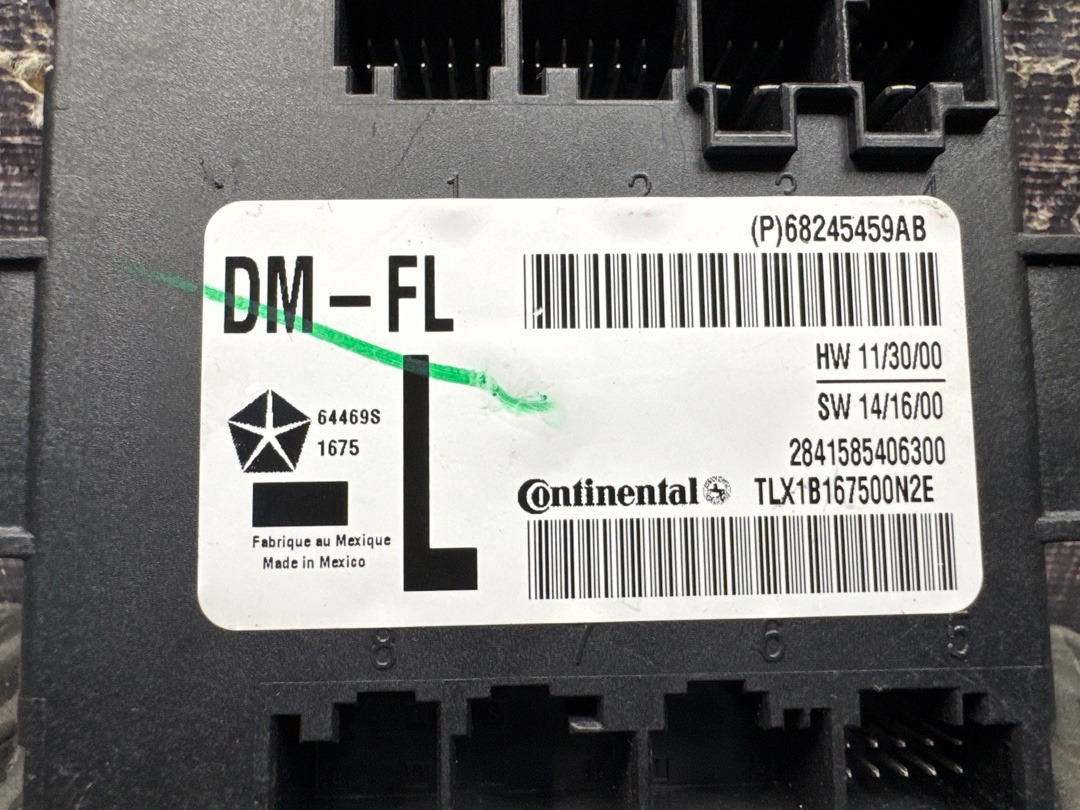 1 2 3 4
(P)68245459AB
DM-FL
HW 11/30/00
SW 14/16/00
L
64469S
1675
2841585406300
Continental TLX1B167500N2E
Fabrique au Mexique
Made in Mexico
8 7 6 5